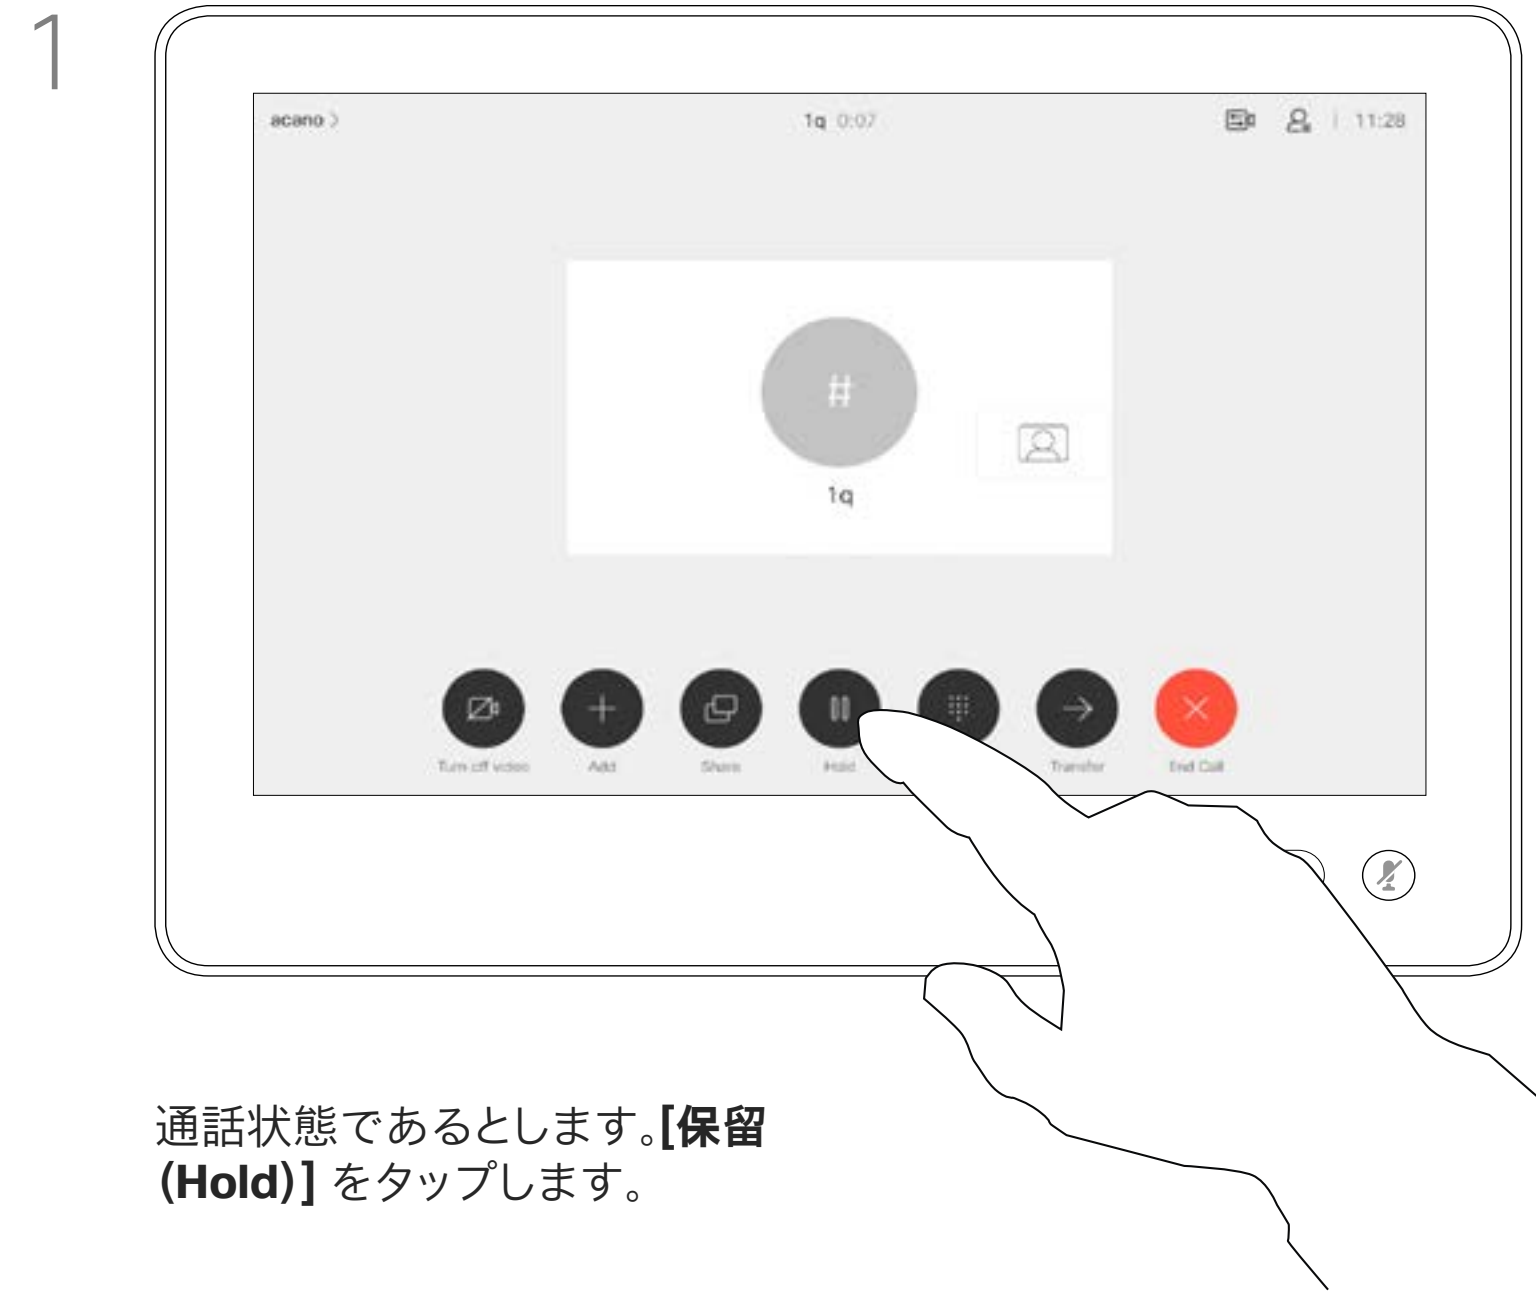 1
acano
1q 0:07
11:28
#
1q
Turn off video
Add
Share
Hold
Transfer
End Call
通話状態であるとします。[保留
(Hold)] をタップします。